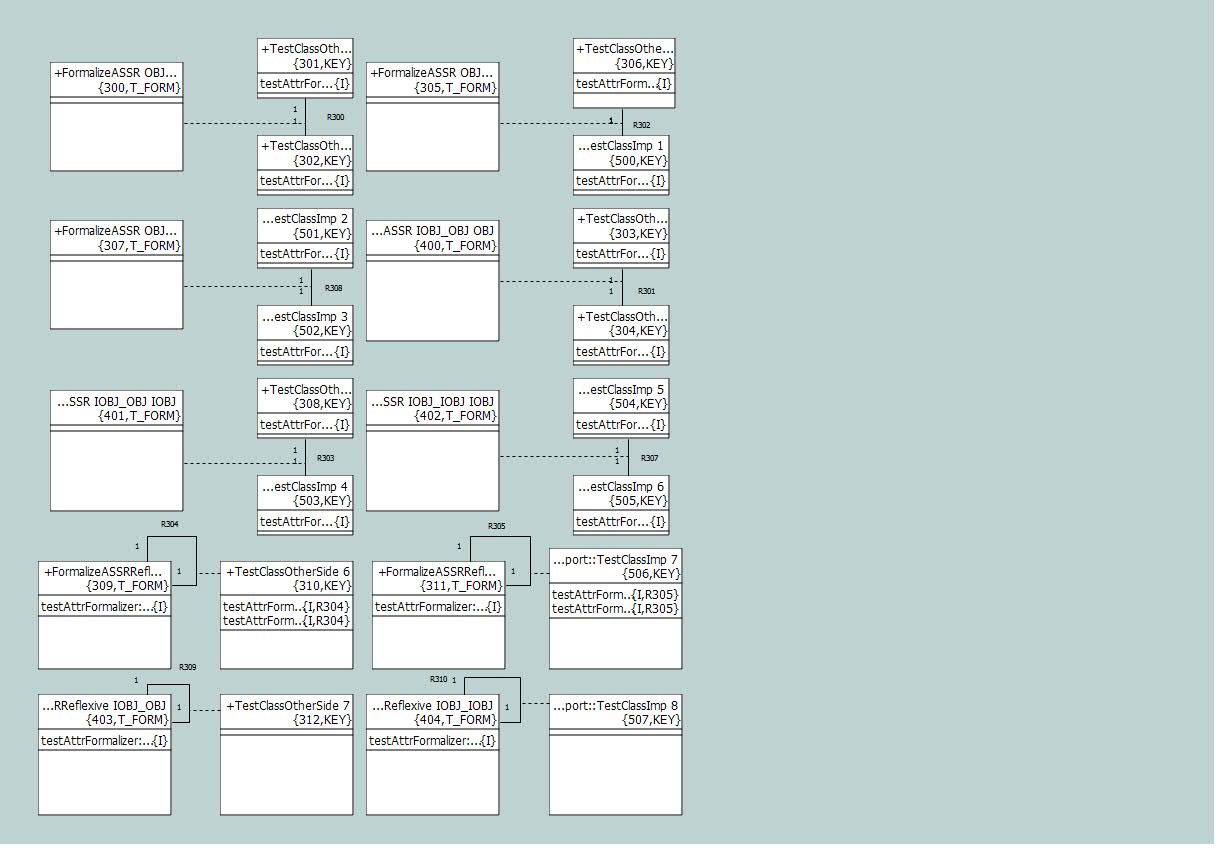 +FormalizeASSR OBJ...
{300,T_FORM}
+TestClassOth...
{301,KEY}
testAttrFor...{I}
1
1
R300
+TestClassOth...
{302,KEY}
testAttrFor...{I}
+FormalizeASSR OBJ...
{305,T_FORM}
+TestClassOthe...
{306,KEY}
testAttrForm..{I}
1
R302
...estClassImp 1
{500,KEY}
testAttrFor...{I}
+FormalizeASSR OBJ...
{307,T_FORM}
...estClassImp 2
{501,KEY}
testAttrFor...{I}
1
1
R308
...estClassImp 3
{502,KEY}
testAttrFor...{I}
...ASSR IOBJ_OBJ OBJ
{400,T_FORM}
+TestClassOth...
{303,KEY}
testAttrFor...{I}
1
1
R301
+TestClassOth...
{304,KEY}
testAttrFor...{I}
...SSR IOBJ_OBJ IOBJ
{401,T_FORM}
+TestClassOth...
{308,KEY}
testAttrFor...{I}
1
1
R303
...estClassImp 4
{503,KEY}
testAttrFor...{I}
...SSR IOBJ_IOBJ IOBJ
{402,T_FORM}
...estClassImp 5
{504,KEY}
testAttrFor...{I}
1
1
R307
...estClassImp 6
{505,KEY}
testAttrFor...{I}
R304
1
1
+FormalizeASSRRefl...
{309,T_FORM}
testAttrFormalizer:...{I}
+TestClassOtherSide 6
{310,KEY}
testAttrForm..{I,R304}
testAttrForm..{I,R304}
R305
1
1
+FormalizeASSRRefl...
{311,T_FORM}
testAttrFormalizer:...{I}
...port::TestClassImp 7
{506,KEY}
testAttrForm..{I,R305}
testAttrForm..{I,R305}
R309
1
1
...RReflexive IOBJ_OBJ
{403,T_FORM}
testAttrFormalizer:...{I}
+TestClassOtherSide 7
{312,KEY}
R310
1
1
...Reflexive IOBJ_IOBJ
{404,T_FORM}
testAttrFormalizer:...{I}
...port::TestClassImp 8
{507,KEY}